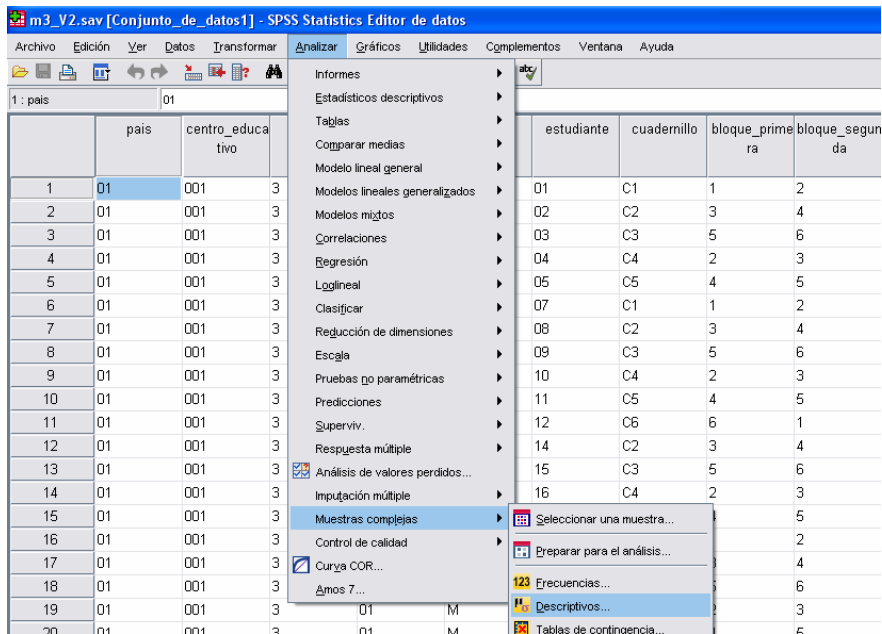 m3_V2.sav [Conjunto_de_datos1] - SPSS Statistics Editor de datos
Archivo Edición Ver Datos Transformar Analizar Gráficos Utilidades Complementos Ventana Ayuda
1 : pais 01
pais centro_educa estudiante cuadernillo bloque_prime bloque_segun
tivo ra da
1 01 001 3 01 C1 1 2
2 01 001 3 02 C2 3 4
3 01 001 3 03 C3 5 6
4 01 001 3 04 C4 2 3
5 01 001 3 05 C5 4 5
6 01 001 3 07 C1 1 2
7 01 001 3 08 C2 3 4
8 01 001 3 09 C3 5 6
9 01 001 3 10 C4 2 3
10 01 001 3 11 C5 4 5
11 01 001 3 12 C6 6 1
12 01 001 3 14 C2 3 4
13 01 001 3 15 C3 5 6
14 01 001 3 16 C4 2 3
15 01 001 3 5
16 01 001 3 2
17 01 001 3 4
18 01 001 3 6
19 01 001 3 01 M 3
20 01 001 3 01 M 5
Informes
Estadísticos descriptivos
Tablas
Comparar medias
Modelo lineal general
Modelos lineales generalizados
Modelos mixtos
Correlaciones
Regresión
Loglineal
Clasificar
Reducción de dimensiones
Escala
Pruebas no paramétricas
Predicciones
Superviv.
Respuesta múltiple
Análisis de valores perdidos...
Imputación múltiple
Muestras complejas
Control de calidad
Curva COR...
Amos 7...
Seleccionar una muestra...
Preparar para el análisis...
123 Frecuencias...
Descriptivos...
Tablas de contingencia...